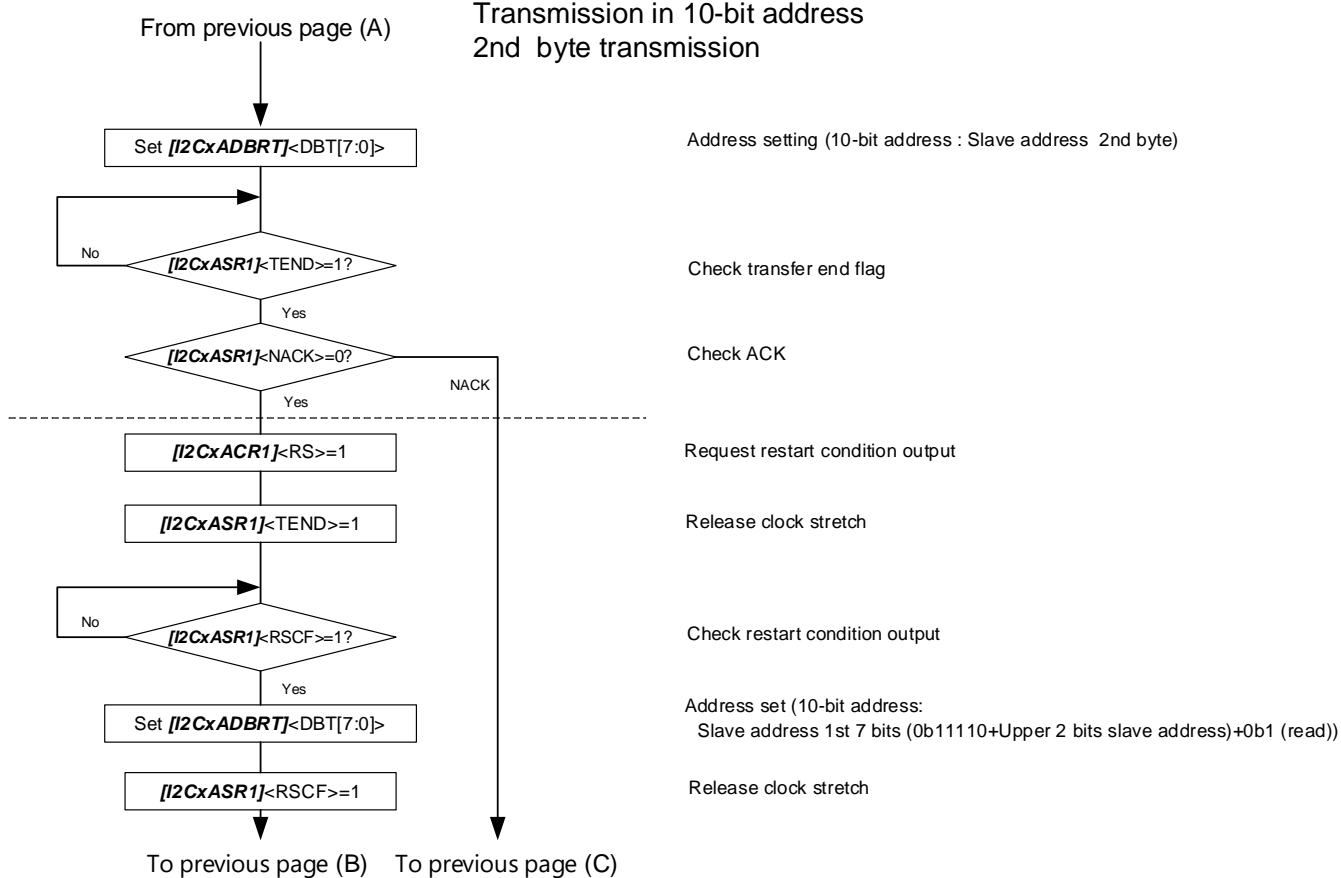 Transmission in 10-bit address
2nd byte transmission
From previous page (A)
Set [I2CxADBRT]<DBT[7:0]>
Address setting (10-bit address : Slave address 2nd byte)
No
[I2CxASR1]<TEND>=1?
Check transfer end flag
Yes
[I2CxASR1]<NACK>=0?
Check ACK
NACK
Yes
[I2CxACR1]<RS>=1
Request restart condition output
[I2CxASR1]<TEND>=1
Release clock stretch
No
[I2CxASR1]<RSCF>=1?
Check restart condition output
Yes
Set [I2CxADBRT]<DBT[7:0]>
Address set (10-bit address:
Slave address 1st 7 bits (0b11110+Upper 2 bits slave address)+0b1 (read))
[I2CxASR1]<RSCF>=1
Release clock stretch
To previous page (B)
To previous page (C)